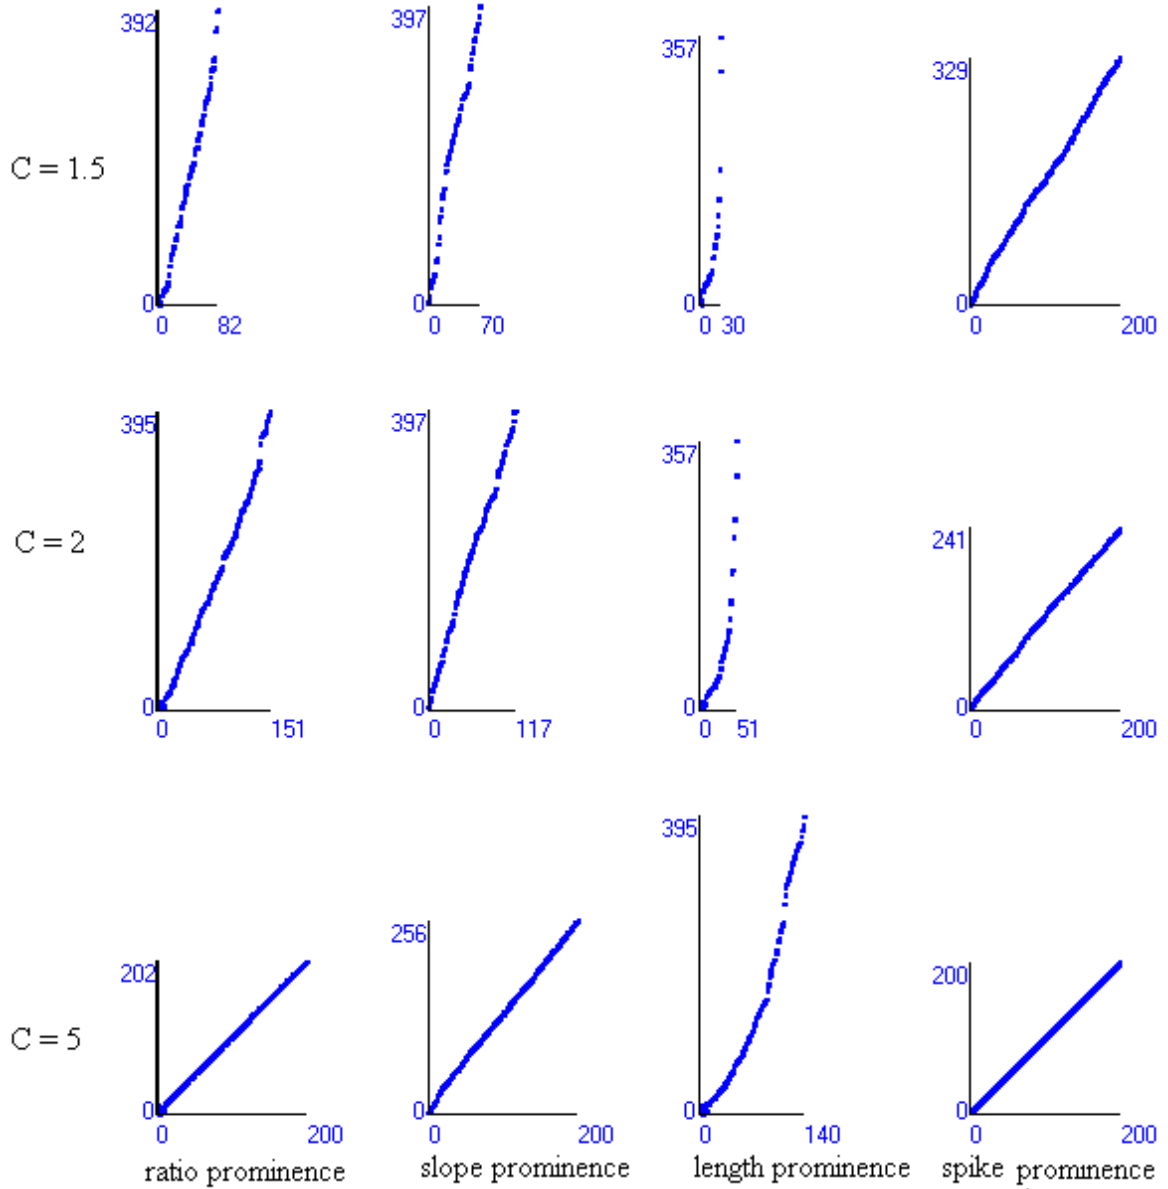 392 397 357 329
C = 1.5
0 0 0 0
0 82 0 70 0 30 0 200
395 397 357 241
C = 2
0 0 0 0
0 151 0 117 0 51 0 200
395
256
202 200
C = 5
0 0 0 0
0 200 0 200 0 140 0 200
ratio prominence slope prominence length prominence spike prominence